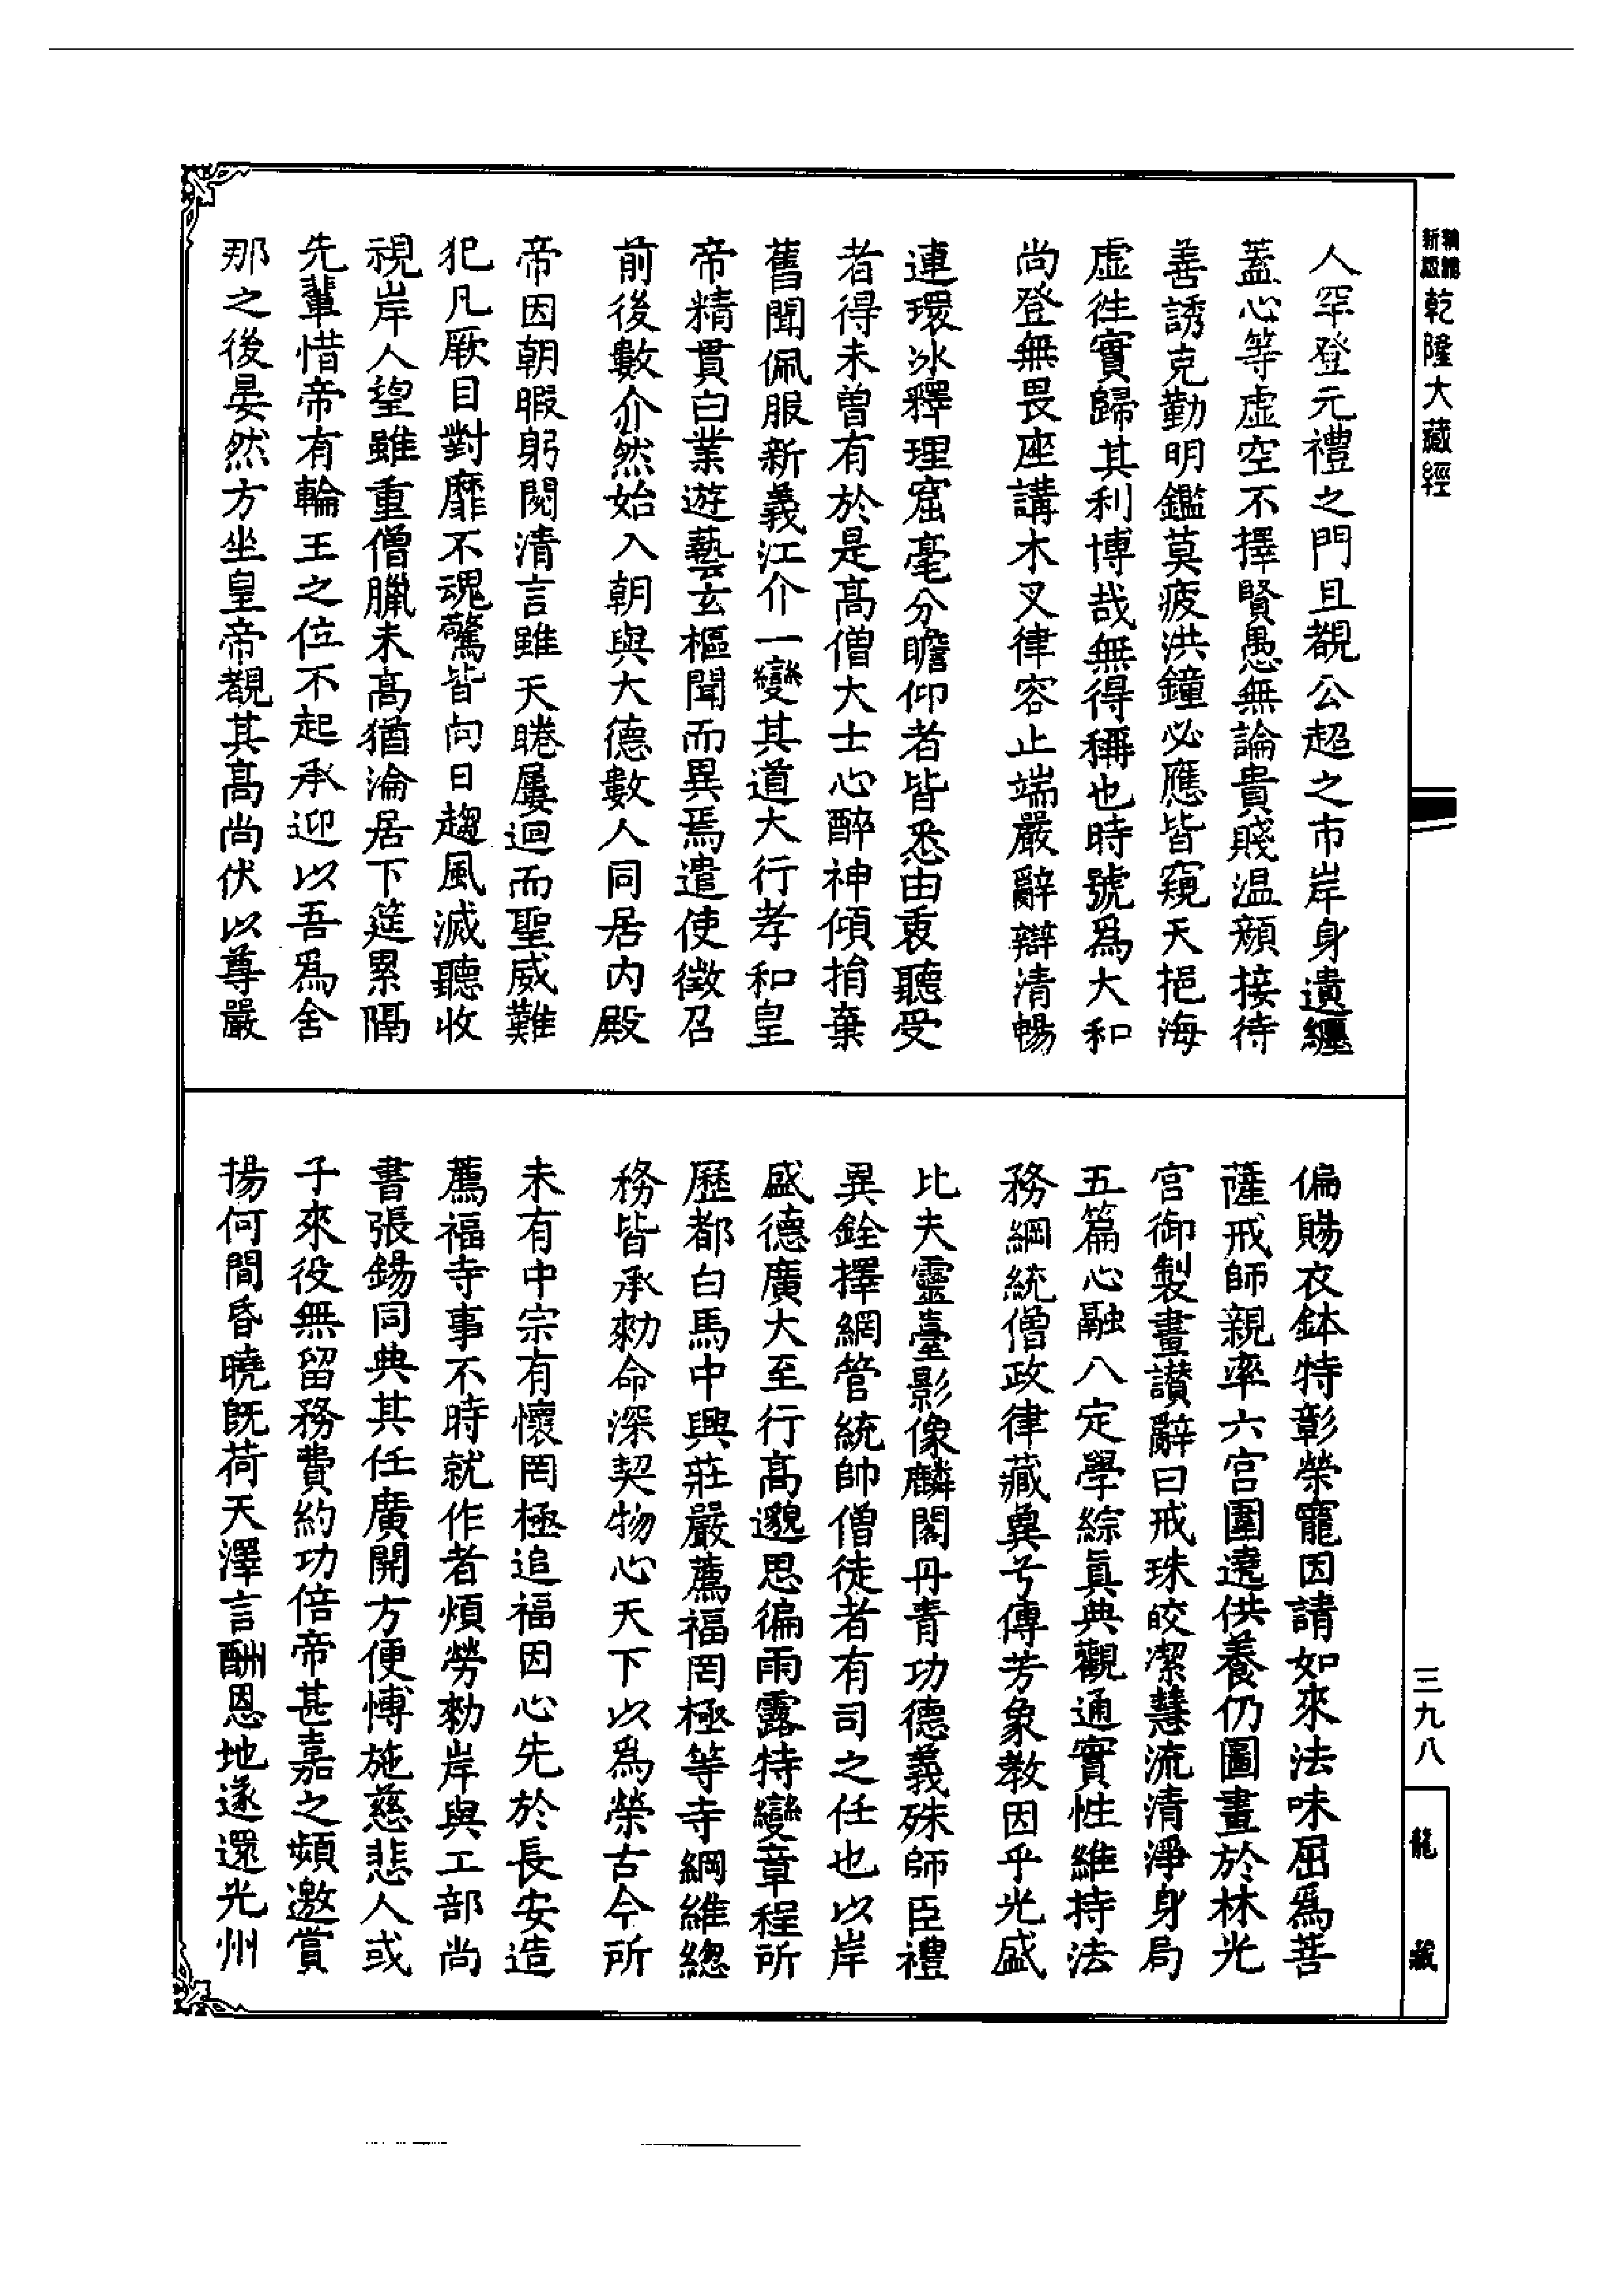 新版精縮乾隆大藏經
人罕登元禮之門且覩公超之市岸身遺纏
蓋心等虛空不擇賢愚無論貴賤温顏接待
善誘克勤明鑑莫疲洪鐘必應皆窺天挹海
虛徃實歸其利博哉無得稱也時號爲大和
尚登無畏座講木叉律容止端嚴辭辯清暢
連環氷釋理窟毫分瞻仰者皆悉由衷聽受
者得未曾有於是高僧大士心醉神傾捐棄
舊聞佩服新義江介一變其道大行孝和皇
帝精貫白業遊藝玄樞聞而異焉遣使徵召
前後數介然始入朝與大德數人同居內殿
帝因朝暇躬閱清言雖天睠屢迴而聖威難
犯凡厥目對靡不魂驚皆向日趨風滅聽收
視岸人望雖重僧臘未高猶淪居下筵累隔
先輩惜帝有輪王之位不起承迎以吾爲舍
那之後晏然方坐皇帝覩其高尚伏以尊嚴
偏賜衣鉢特彰榮寵因請如來法味屈爲菩
薩戒師親率六宮圍遶供養仍圖畫於林光
宮御製畫讚辭曰戒珠皎潔慧流清淨身局
五篇心融八定學綜真典觀通實性維持法
務綱統僧政律藏冀兮傳芳象教因乎光盛
比夫靈臺影像麟閣丹青功德義殊師臣禮
異銓擇網管統帥僧徒者有司之任也以岸
盛德廣大至行高邈思徧雨露特變章程所
歷都白馬中興莊嚴薦福罔極等寺綱維總
務皆承勑命深契物心天下以爲榮古今所
未有中宗有懷罔極追福因心先於長安造
薦福寺事不時就作者煩勞勑岸與工部尚
書張錫同典其任廣開方便愽施慈悲人或
子來役無留務費約功倍帝甚嘉之頻邀賞
揚何間昏曉旣荷天澤言酬恩地遂還光州
三九八
龍藏